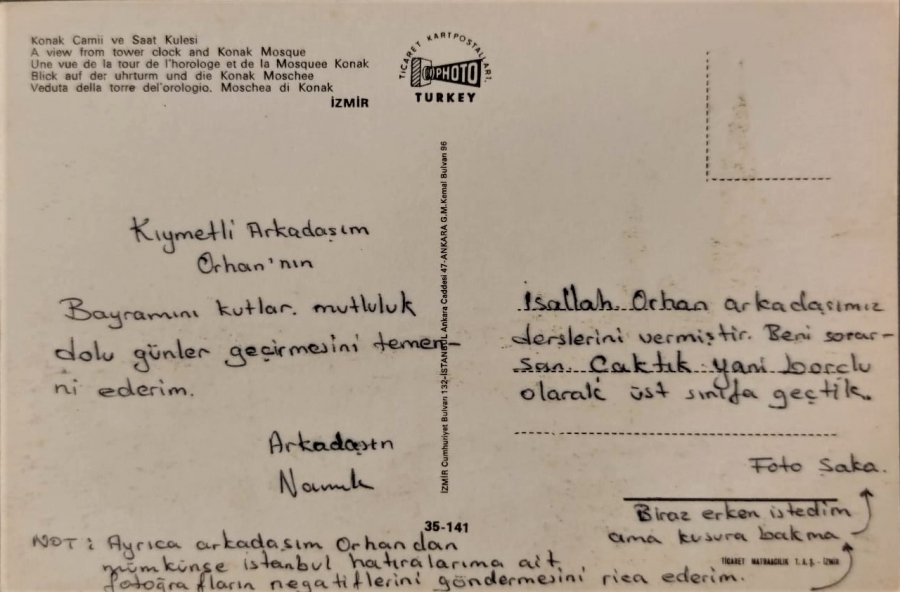 Konak Camii ve Saat Kulesi
A view from tower clock and Konak Mosque
Une vue de la tour de l'horologe et de la Mosquee Konak
Blick auf der uhrturm und die Konak Moschee
Veduta della torre del'orologio. Moschea di Konak
İZMİR
TİCARET KARTPOSTALLARI.
PHOTO
TURKEY
Kıymetli Arkadaşım
Orhan'nın
Bayramını kutlar. mutluluk
dolu günler geçirmesini temen-
ni ederim.
Arkadaşın
Namık
İZMİR Cumhuriyet Bulvarı 132-İSTANBUL Ankara Caddesi 47-ANKARA G.M.Kemal Bulvarı 96
İsallah Orhan arkadaşımız
derslerini vermiştir. Beni sorar-
san. Çaktık yani borclu
olarak üst sınıfa geçtik.
Foto Şaka.
Biraz erken istedim
ama kusura bakma
35-141
TİCARET MATBAACILIK T.A.Ş. - İZMİR
NOT : Ayrıca arkadaşım Orhandan
mümkünse istanbul hatıralarıma ait
fotoğrafların negatiflerini göndermesini rica ederim.